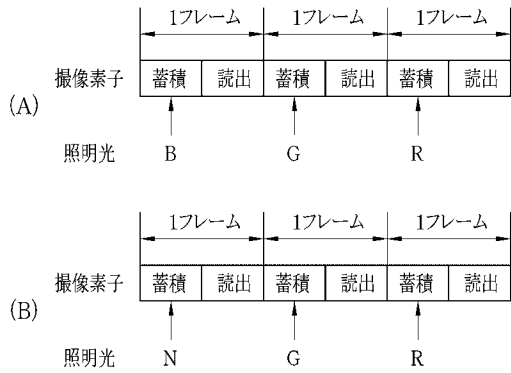 1フレーム 1フレーム 1フレーム
撮像素子 蓄積 読出 蓄積 読出 蓄積 読出
(A)
照明光 B G R
1フレーム 1フレーム 1フレーム
撮像素子 蓄積 読出 蓄積 読出 蓄積 読出
(B)
照明光 N G R